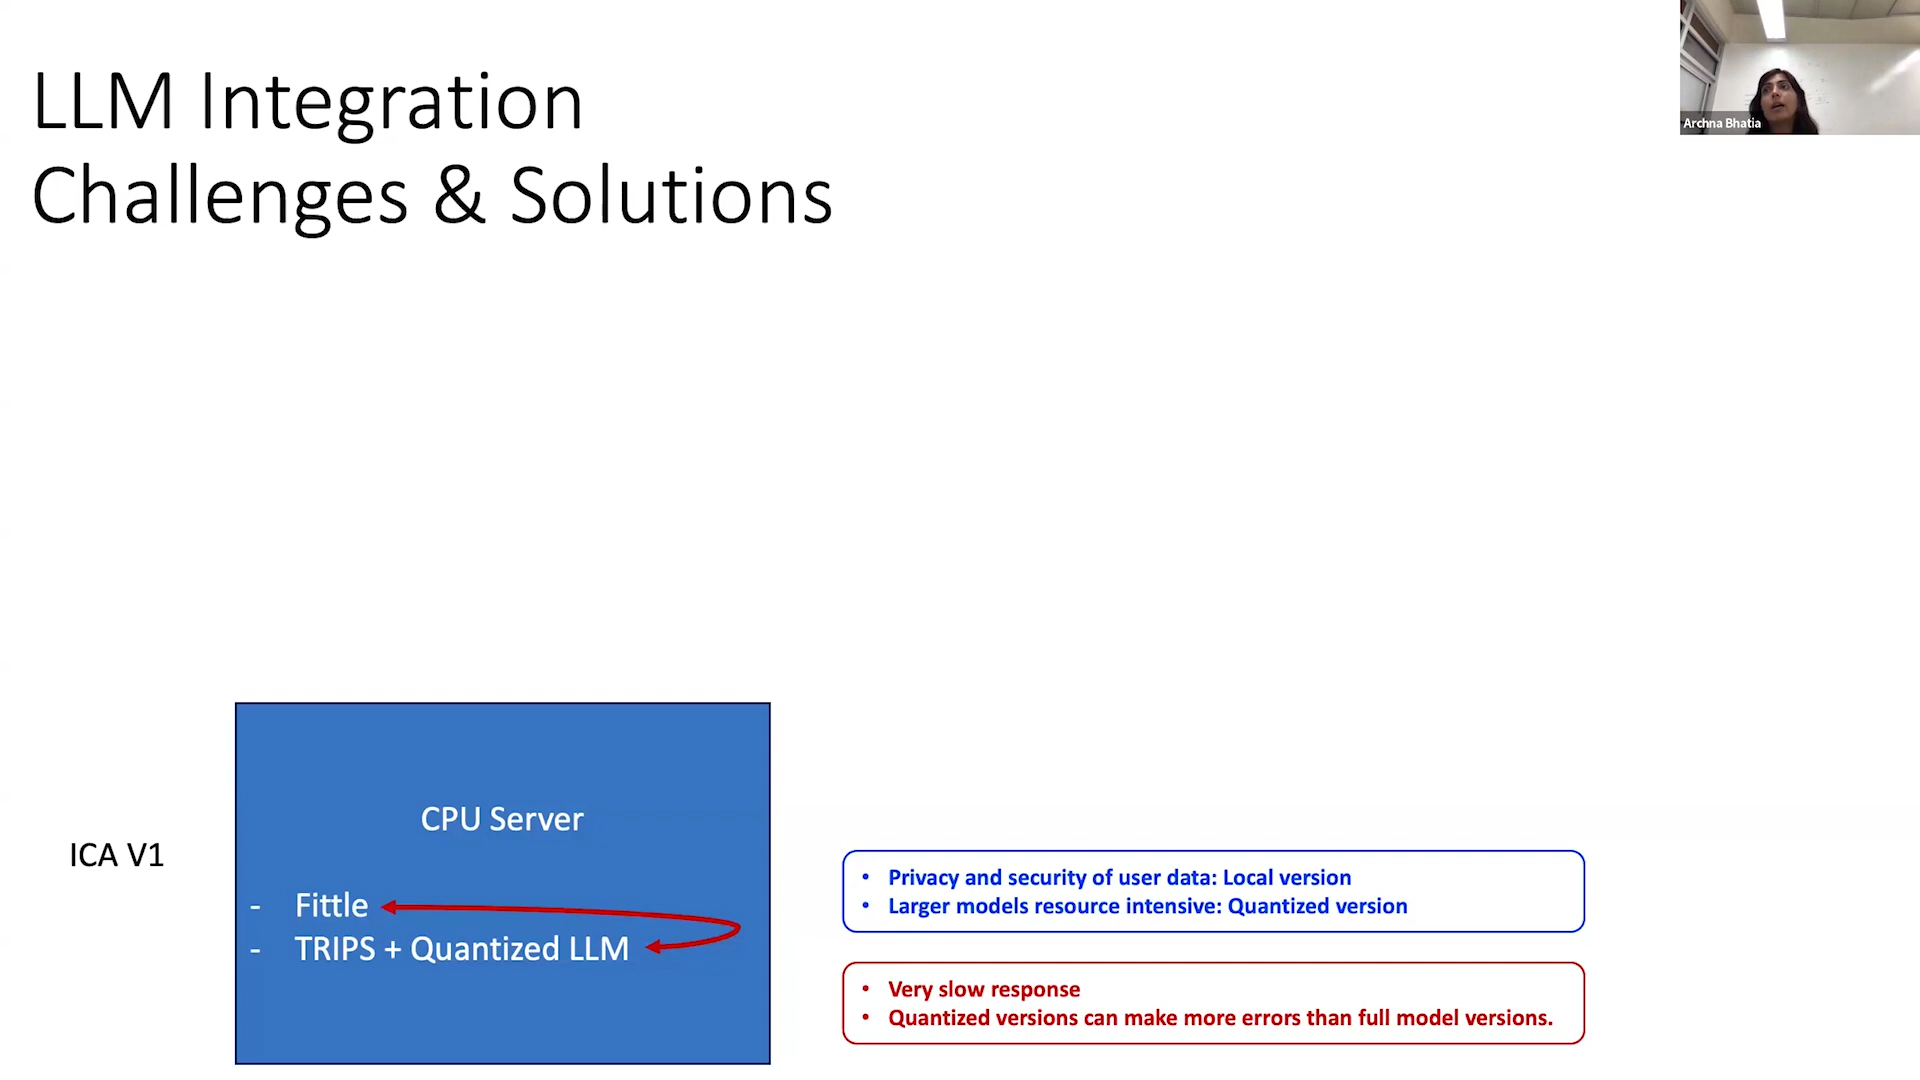 LLM Integration
Challenges & Solutions
Archna Bhatia
ICA V1
CPU Server
- Fittle
- TRIPS + Quantized LLM
• Privacy and security of user data: Local version
• Larger models resource intensive: Quantized version
• Very slow response
• Quantized versions can make more errors than full model versions.